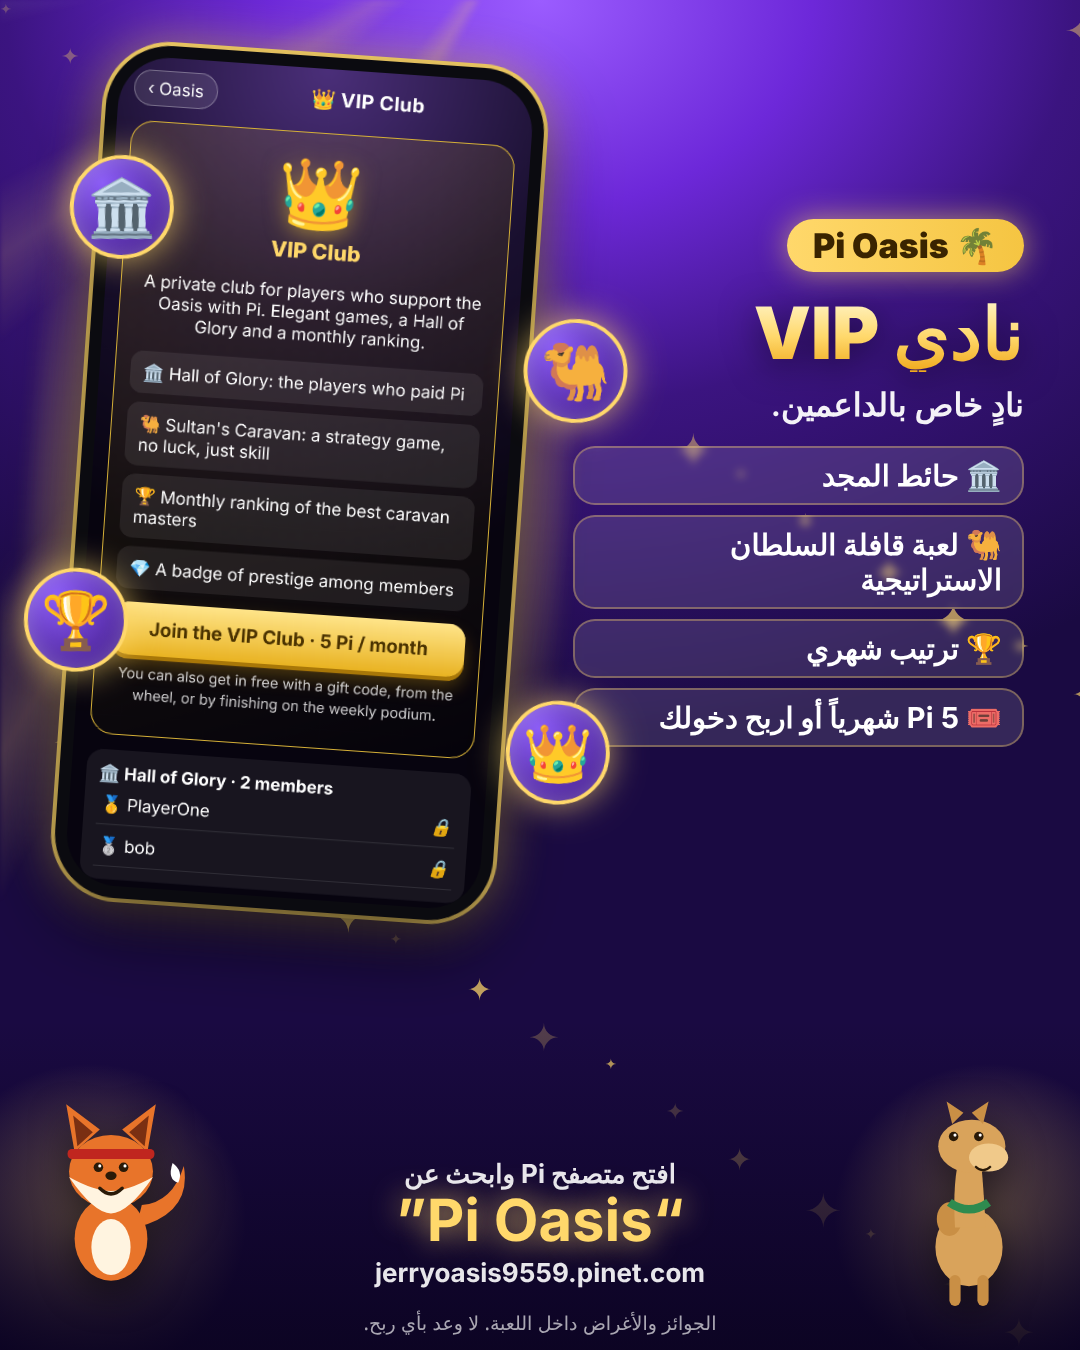 ‹ Oasis
👑 VIP Club
VIP Club
A private club for players who support the
Oasis with Pi. Elegant games, a Hall of
Glory and a monthly ranking.
🏛️ Hall of Glory: the players who paid Pi
🐫 Sultan's Caravan: a strategy game,
no luck, just skill
🏆 Monthly ranking of the best caravan
masters
💎 A badge of prestige among members
Join the VIP Club · 5 Pi / month
You can also get in free with a gift code, from the
wheel, or by finishing on the weekly podium.
🏛️ Hall of Glory · 2 members
🥇 PlayerOne
🥈 bob
Pi Oasis 🌴
نادي VIP
نادٍ خاص بالداعمين.
🏛️ حائط المجد
🐫 لعبة قافلة السلطان
الاستراتيجية
🏆 ترتيب شهري
🎟️ 5 Pi شهرياً أو اربح دخولك
افتح متصفح Pi وابحث عن
”Pi Oasis“
jerryoasis9559.pinet.com
الجوائز والأغراض داخل اللعبة. لا وعد بأي ربح.